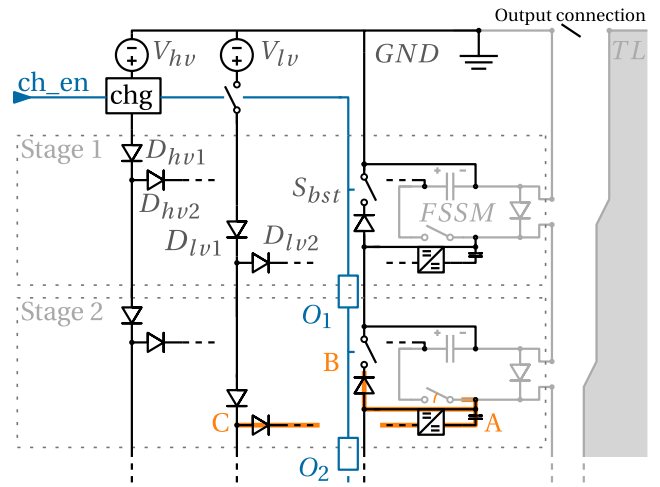 Output connection
V_hv V_lv GND TL
ch_en
chg
Stage 1
D_hv1
D_hv2
S_bst
FSSM
D_lv1 D_lv2
O_1
Stage 2
B
C A
O_2